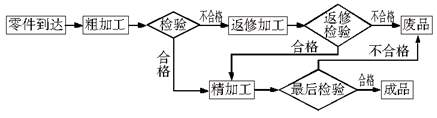 零件到达
粗加工
检验
不合格
返修加工
返修
检验
不合格
废品
合格
合格
不合格
精加工
最后检验
合格
成品